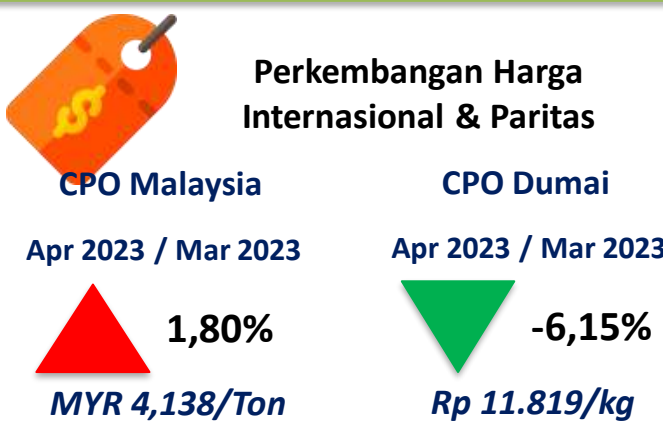 Perkembangan Harga
Internasional & Paritas
CPO Malaysia
Apr 2023 / Mar 2023
1,80%
MYR 4,138/Ton
CPO Dumai
Apr 2023 / Mar 2023
-6,15%
Rp 11.819/kg